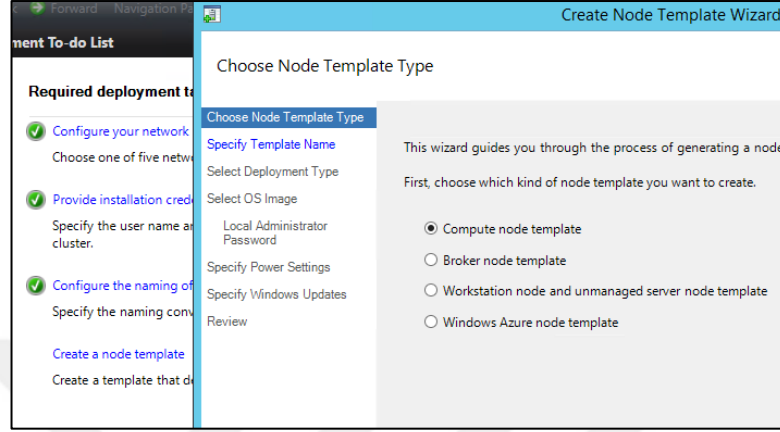 Forward Navigation Pa
ment To-do List
Required deployment ta
Configure your network
Choose one of five netwo
Provide installation crede
Specify the user name an
cluster.
Configure the naming of
Specify the naming conv
Create a node template
Create a template that de
Create Node Template Wizard
Choose Node Template Type
Choose Node Template Type
Specify Template Name
Select Deployment Type
Select OS Image
Local Administrator
Password
Specify Power Settings
Specify Windows Updates
Review
This wizard guides you through the process of generating a node
First, choose which kind of node template you want to create.
Compute node template
Broker node template
Workstation node and unmanaged server node template
Windows Azure node template